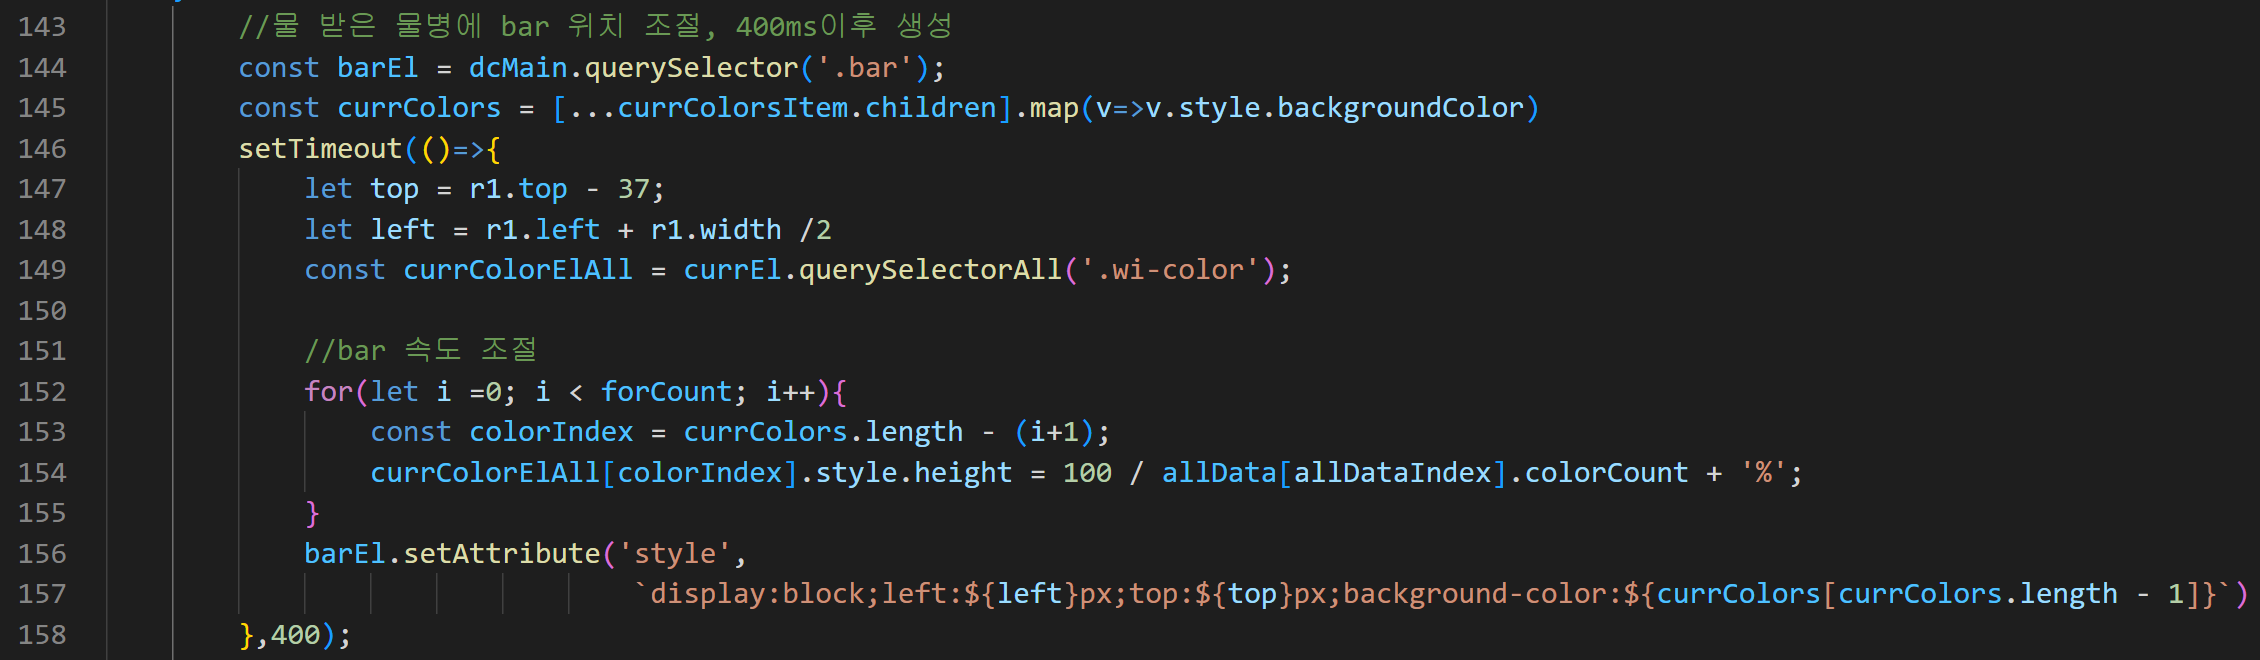 143 //물 받은 물병에 bar 위치 조절, 400ms이후 생성
144 const barEl = dcMain.querySelector('.bar');
145 const currColors = [...currColorsItem.children].map(v=>v.style.backgroundColor)
146 setTimeout(()=>{
147 let top = r1.top - 37;
148 let left = r1.left + r1.width /2
149 const currColorElAll = currEl.querySelectorAll('.wi-color');
150
151 //bar 속도 조절
152 for(let i =0; i < forCount; i++){
153 const colorIndex = currColors.length - (i+1);
154 currColorElAll[colorIndex].style.height = 100 / allData[allDataIndex].colorCount + '%';
155 }
156 barEl.setAttribute('style',
157 `display:block;left:${left}px;top:${top}px;background-color:${currColors[currColors.length - 1]}`)
158 },400);